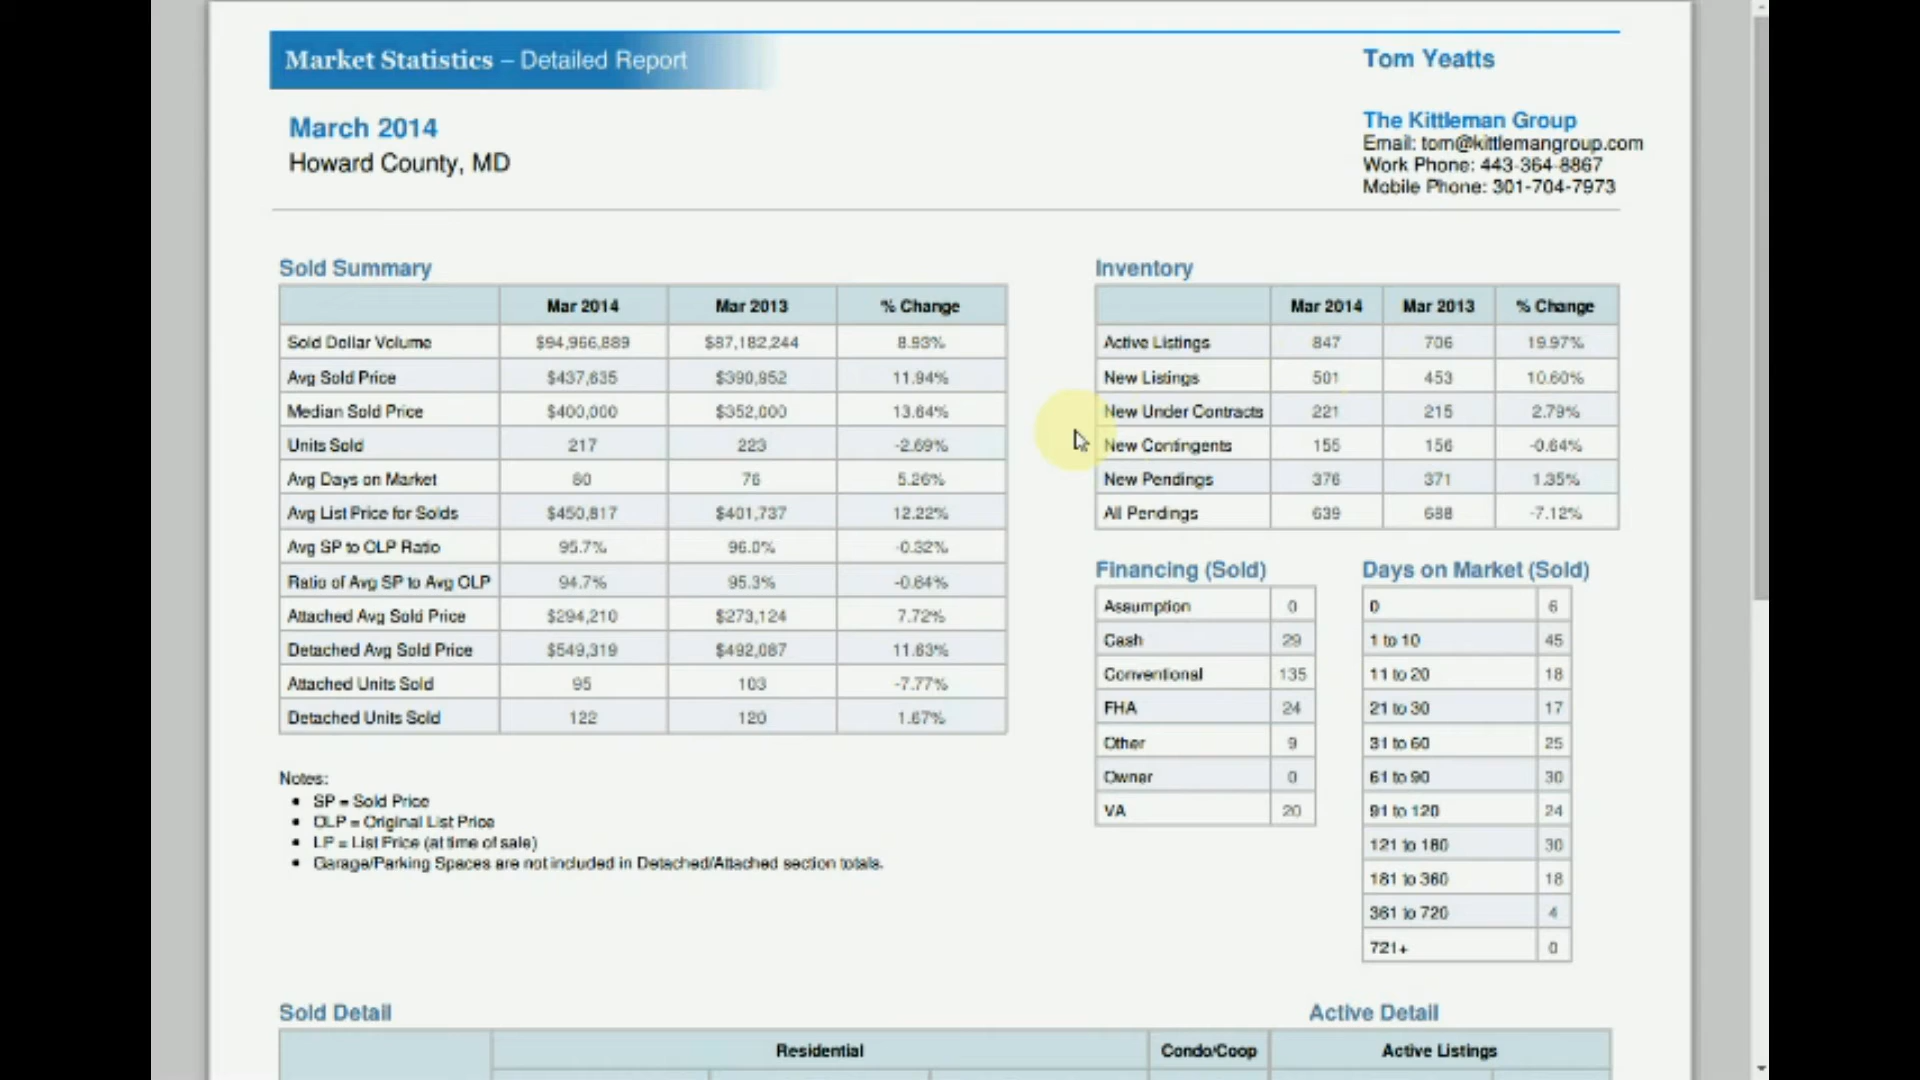 Market Statistics – Detailed Report
Tom Yeatts
March 2014
Howard County, MD
The Kittleman Group
Email: tom@kittlemangroup.com
Work Phone: 443-364-8867
Mobile Phone: 301-704-7973
Sold Summary
Mar 2014 Mar 2013 % Change
Sold Dollar Volume $94,966,889 $87,182,244 8.93%
Avg Sold Price $437,635 $390,952 11.94%
Median Sold Price $400,000 $352,000 13.64%
Units Sold 217 223 -2.69%
Avg Days on Market 80 76 5.26%
Avg List Price for Solds $450,817 $401,737 12.22%
Avg SP to OLP Ratio 95.7% 96.0% -0.32%
Ratio of Avg SP to Avg OLP 94.7% 95.3% -0.64%
Attached Avg Sold Price $294,210 $273,124 7.72%
Detached Avg Sold Price $549,319 $492,087 11.63%
Attached Units Sold 95 103 -7.77%
Detached Units Sold 122 120 1.67%
Notes:
• SP = Sold Price
• OLP = Original List Price
• LP = List Price (at time of sale)
• Garage/Parking Spaces are not included in Detached/Attached section totals.
Inventory
Mar 2014 Mar 2013 % Change
Active Listings 847 706 19.97%
New Listings 501 453 10.60%
New Under Contracts 221 215 2.79%
New Contingents 155 156 -0.64%
New Pendings 376 371 1.35%
All Pendings 639 688 -7.12%
Financing (Sold)
Assumption 0
Cash 29
Conventional 135
FHA 24
Other 9
Owner 0
VA 20
Days on Market (Sold)
0 6
1 to 10 45
11 to 20 18
21 to 30 17
31 to 60 25
61 to 90 30
91 to 120 24
121 to 180 30
181 to 360 18
361 to 720 4
721+ 0
Sold Detail
Residential Condo/Coop
Active Detail
Active Listings